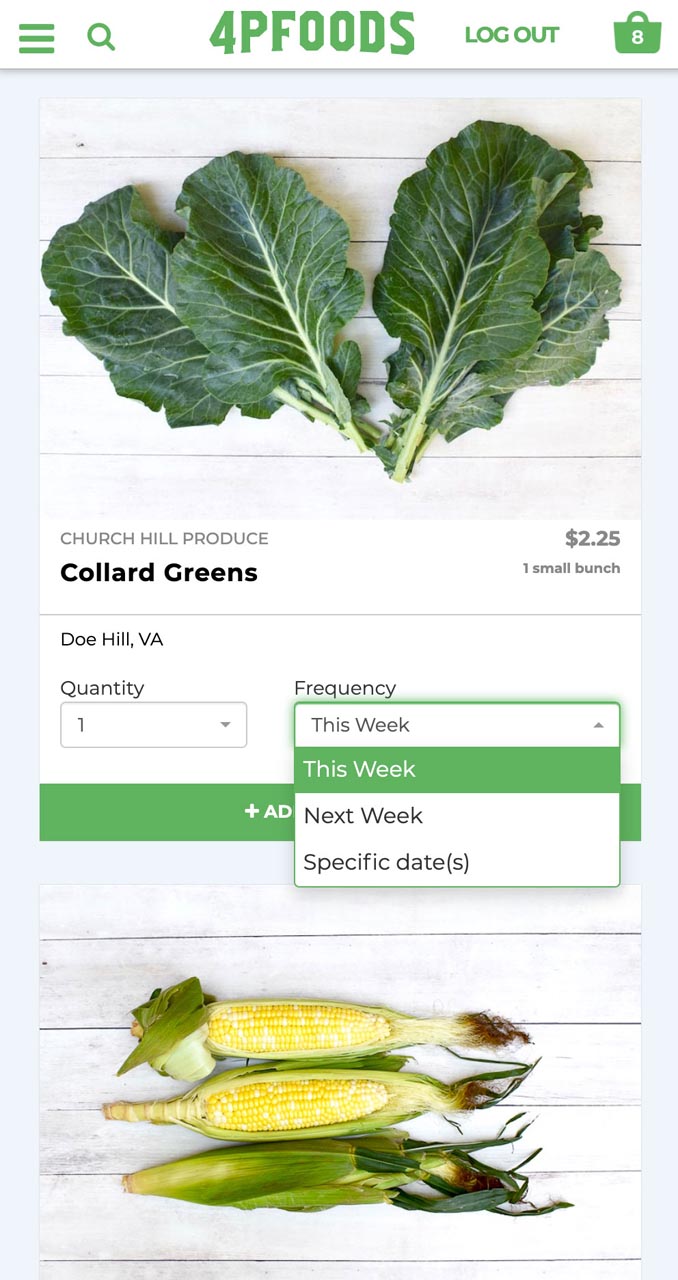 4PFOODS
LOG OUT
8
CHURCH HILL PRODUCE
$2.25
Collard Greens
1 small bunch
Doe Hill, VA
Quantity
Frequency
1
This Week
This Week
Next Week
Specific date(s)
+ AD